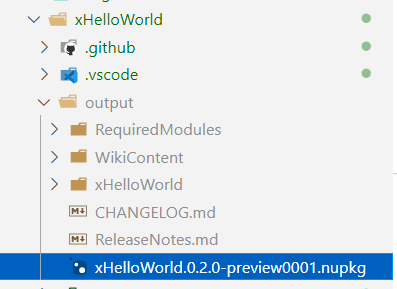 xHelloWorld
.github
.vscode
output
RequiredModules
WikiContent
xHelloWorld
CHANGELOG.md
ReleaseNotes.md
xHelloWorld.0.2.0-preview0001.nupkg